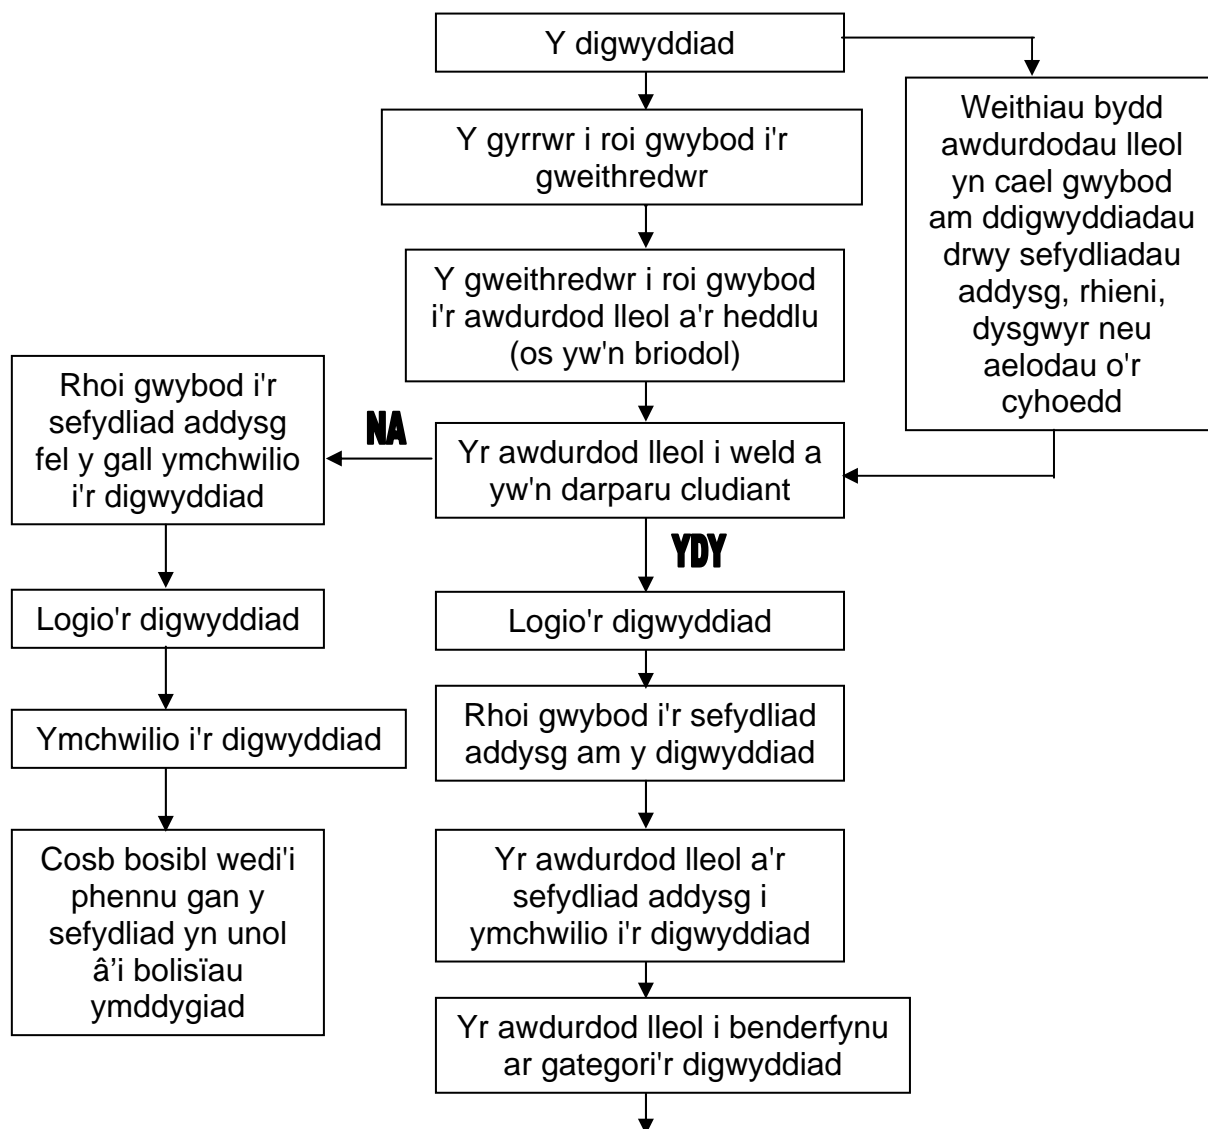 Y digwyddiad
Weithiau bydd
awdurdodau lleol
yn cael gwybod
am ddigwyddiadau
drwy sefydliadau
addysg, rhieni,
dysgwyr neu
aelodau o'r
cyhoedd
Y gyrrwr i roi gwybod i'r
gweithredwr
Y gweithredwr i roi gwybod
i'r awdurdod lleol a'r heddlu
(os yw'n briodol)
Yr awdurdod lleol i weld a
yw'n darparu cludiant
NA
Rhoi gwybod i'r
sefydliad addysg
fel y gall ymchwilio
i'r digwyddiad
Logio'r digwyddiad
Ymchwilio i'r digwyddiad
Cosb bosibl wedi'i
phennu gan y
sefydliad yn unol
â'i bolisïau
ymddygiad
YDY
Logio'r digwyddiad
Rhoi gwybod i'r sefydliad
addysg am y digwyddiad
Yr awdurdod lleol a'r
sefydliad addysg i
ymchwilio i'r digwyddiad
Yr awdurdod lleol i benderfynu
ar gategori'r digwyddiad